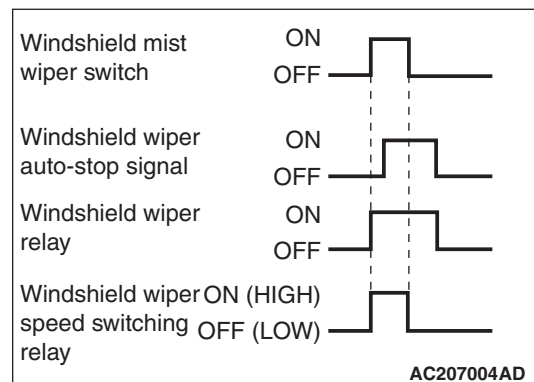 Windshield mist
wiper switch
ON
OFF
Windshield wiper
auto-stop signal
ON
OFF
Windshield wiper
relay
ON
OFF
Windshield wiper
speed switching
relay
ON (HIGH)
OFF (LOW)
AC207004AD